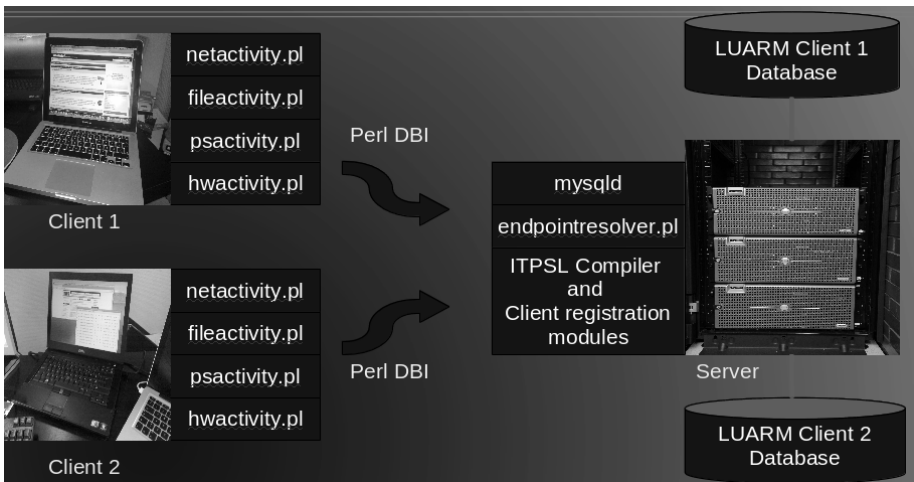 netactivity.pl
fileactivity.pl
psactivity.pl
hwactivity.pl
Client 1
Perl DBI
netactivity.pl
fileactivity.pl
psactivity.pl
hwactivity.pl
Client 2
Perl DBI
mysqld
endpointresolver.pl
ITPSL Compiler
and
Client registration
modules
LUARM Client 1
Database
Server
LUARM Client 2
Database